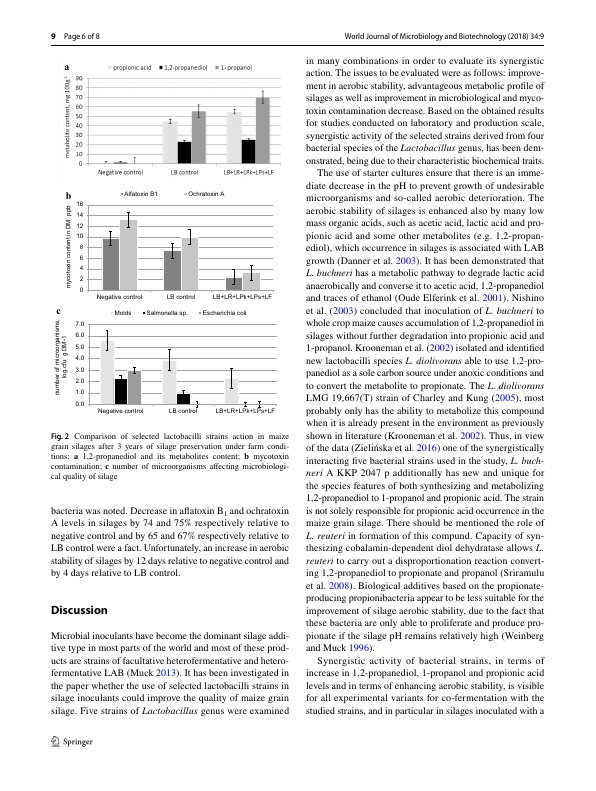 9 Page 6 of 8
World Journal of Microbiology and Biotechnology (2018) 34:9
a
propionic acid 1,2-propanediol 1- propanol
metabolite content, mg 100g-1
90
80
70
60
50
40
30
20
10
0
Negative control LB control LB+LR+LPk+LPs+LF
b
Alfatoxin B1 Ochratoxin A
mycotoxin content in DM, ppb
16
14
12
10
8
6
4
2
0
Negative control LB control LB+LR+LPk+LPs+LF
c
Molds Salmonella sp. Escherichia coli
number of microorganisms,
log cfu g DM-1
7.0
6.0
5.0
4.0
3.0
2.0
1.0
0.0
Negative control LB control LB+LR+LPk+LPs+LF
Fig. 2 Comparison of selected lactobacilli strains action in maize
grain silages after 3 years of silage preservation under farm condi-
tions: a 1,2-propanediol and its metabolites content; b mycotoxin
contamination; c number of microorganisms affecting microbiologi-
cal quality of silage
bacteria was noted. Decrease in aflatoxin B1 and ochratoxin
A levels in silages by 74 and 75% respectively relative to
negative control and by 65 and 67% respectively relative to
LB control were a fact. Unfortunately, an increase in aerobic
stability of silages by 12 days relative to negative control and
by 4 days relative to LB control.
Discussion
Microbial inoculants have become the dominant silage addi-
tive type in most parts of the world and most of these prod-
ucts are strains of facultative heterofermentative and hetero-
fermentative LAB (Muck 2013). It has been investigated in
the paper whether the use of selected lactobacilli strains in
silage inoculants could improve the quality of maize grain
silage. Five strains of Lactobacillus genus were examined
in many combinations in order to evaluate its synergistic
action. The issues to be evaluated were as follows: improve-
ment in aerobic stability, advantageous metabolic profile of
silages as well as improvement in microbiological and myco-
toxin contamination decrease. Based on the obtained results
for studies conducted on laboratory and production scale,
synergistic activity of the selected strains derived from four
bacterial species of the Lactobacillus genus, has been dem-
onstrated, being due to their characteristic biochemical traits.
The use of starter cultures ensure that there is an imme-
diate decrease in the pH to prevent growth of undesirable
microorganisms and so-called aerobic deterioration. The
aerobic stability of silages is enhanced also by many low
mass organic acids, such as acetic acid, lactic acid and pro-
pionic acid and some other metabolites (e.g. 1,2-propan-
ediol), which occurrence in silages is associated with LAB
growth (Danner et al. 2003). It has been demonstrated that
L. buchneri has a metabolic pathway to degrade lactic acid
anaerobically and converse it to acetic acid, 1,2-propanediol
and traces of ethanol (Oude Elferink et al. 2001). Nishino
et al. (2003) concluded that inoculation of L. buchneri to
whole crop maize causes accumulation of 1,2-propanediol in
silages without further degradation into propionic acid and
1-propanol. Krooneman et al. (2002) isolated and identified
new lactobacilli species L. diolivorans able to use 1,2-pro-
panediol as a sole carbon source under anoxic conditions and
to convert the metabolite to propionate. The L. diolivorans
LMG 19,667(T) strain of Charley and Kung (2005), most
probably only has the ability to metabolize this compound
when it is already present in the environment as previously
shown in literature (Krooneman et al. 2002). Thus, in view
of the data (Zielińska et al. 2016) one of the synergistically
interacting five bacterial strains used in the study, L. buch-
neri A KKP 2047 p additionally has new and unique for
the species features of both synthesizing and metabolizing
1,2-propanediol to 1-propanol and propionic acid. The strain
is not solely responsible for propionic acid occurrence in the
maize grain silage. There should be mentioned the role of
L. reuteri in formation of this compund. Capacity of syn-
thesizing cobalamin-dependent diol dehydratase allows L.
reuteri to carry out a disproportionation reaction convert-
ing 1,2-propanediol to propionate and propanol (Sriramulu
et al. 2008). Biological additives based on the propionate-
producing propionibacteria appear to be less suitable for the
improvement of silage aerobic stability, due to the fact that
these bacteria are only able to proliferate and produce pro-
pionate if the silage pH remains relatively high (Weinberg
and Muck 1996).
Synergistic activity of bacterial strains, in terms of
increase in 1,2-propanediol, 1-propanol and propionic acid
levels and in terms of enhancing aerobic stability, is visible
for all experimental variants for co-fermentation with the
studied strains, and in particular in silages inoculated with a
Springer